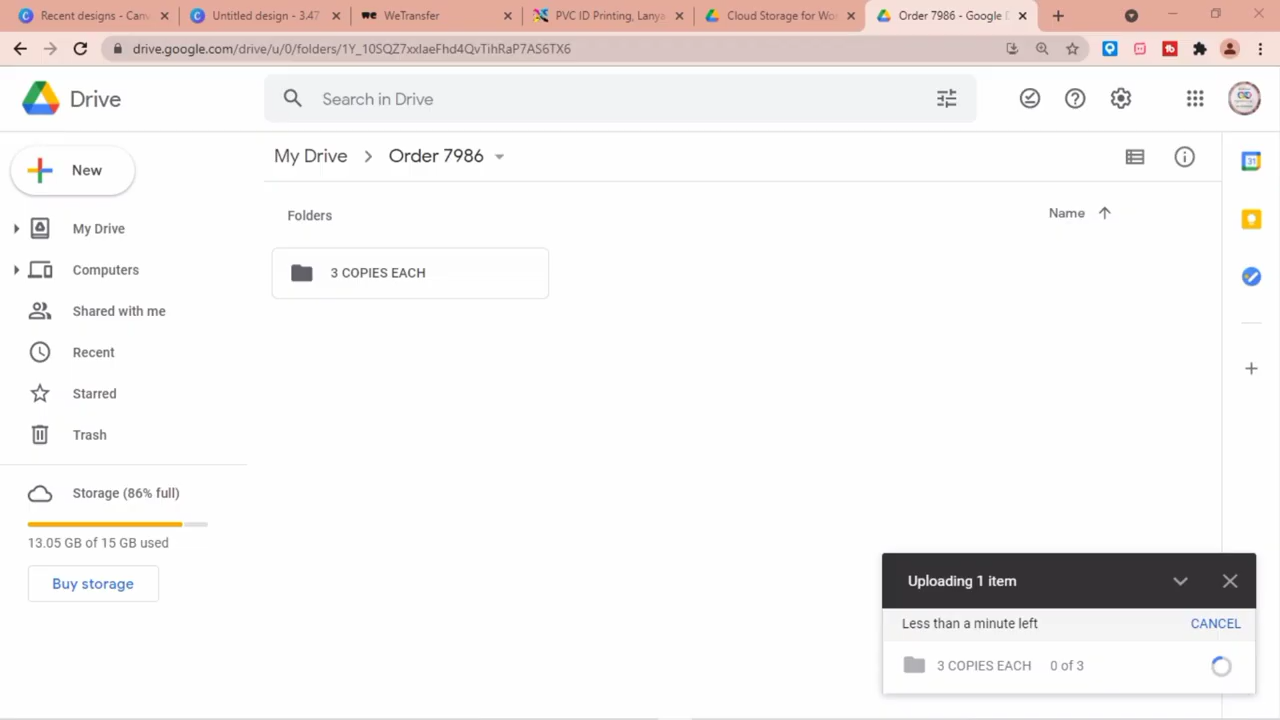 Recent designs - Can
Untitled design - 3.47
WeTransfer
PVC ID Printing, Lanya
Cloud Storage for Wo
Order 7986 - Google D
drive.google.com/drive/u/0/folders/1Y_10SQZ7xxIaeFhd4QvTihRaP7AS6TX6
Drive
Search in Drive
New
My Drive
Computers
Shared with me
Recent
Starred
Trash
Storage (86% full)
13.05 GB of 15 GB used
Buy storage
My Drive > Order 7986
Folders
Name
3 COPIES EACH
31
Uploading 1 item
Less than a minute left
CANCEL
3 COPIES EACH 0 of 3